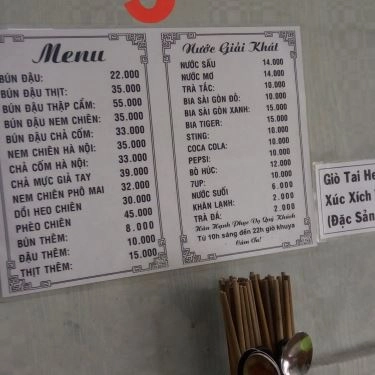 Menu
BÚN ĐẬU: 22.000
BÚN ĐẬU THỊT: 35.000
BÚN ĐẬU THẬP CẨM: 55.000
BÚN ĐẬU NEM CHIÊN: 35.000
BÚN ĐẬU CHẢ CỐM: 33.000
NEM CHIÊN HÀ NỘI: 35.000
CHẢ CỐM HÀ NỘI: 33.000
CHẢ MỰC GIÃ TAY 39.000
NEM CHIÊN PHÔ MAI 32.000
DỒI HEO CHIÊN 30.000
PHÈO CHIÊN 45.000
BÚN THÊM: 8.000
ĐẬU THÊM: 10.000
THỊT THÊM: 15.000
Nước Giải Khát
NƯỚC SẤU 14.000
NƯỚC MƠ 14.000
TRÀ TẮC: 10.000
BIA SÀI GÒN ĐỎ: 14.000
BIA SÀI GÒN XANH: 14.000
BIA TIGER: 15.000
STING: 10.000
COCA COLA: 10.000
PEPSI: 10.000
BÒ HÚC: 12.000
7UP: 10.000
NƯỚC SUỐI 6.000
KHĂN LẠNH: 2.000
TRÀ ĐÁ: 2.000
Hân Hạnh Phục Vụ Quý Khách
Từ 10h sáng đến 22h giờ khuya
Cảm Ơn!
Giò Tai He
Xúc Xích
(Đặc Sản